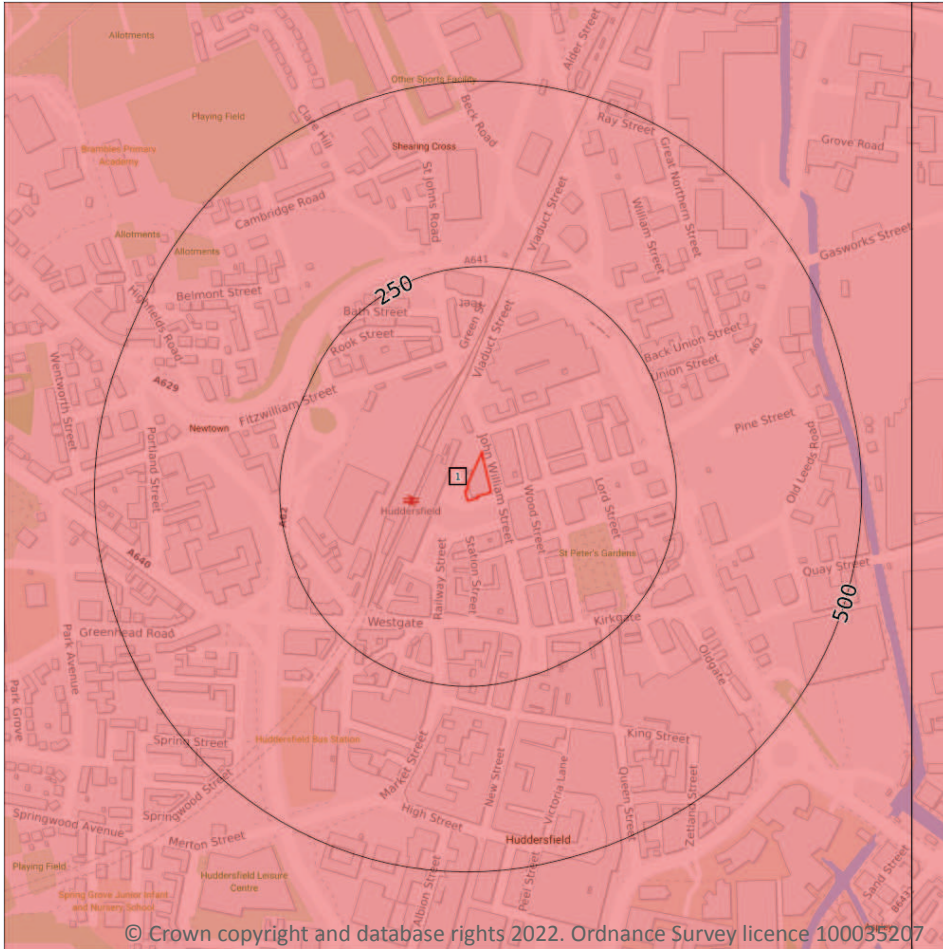 Allotments
Alder Street
Other Sports Facility
Playing Field
Clare Hill
Beck Road
Ray Street
Grove Road
Brambles Primary
Academy
Shearing Cross
St Johns Road
Great Northern Street
Cambridge Road
Viaduct Street
William Street
Allotments
Allotments
Gasworks Street
A641
250
Belmont Street
Highfields Road
Bath Street
Green St
Rook Street
Viaduct Street
Back Union Street
Union Street
A62
Wentworth Street
A629
Fitzwilliam Street
Newtown
Pine Street
Portland Street
John William Street
Old Leeds Road
1
Wood Street
Lord Street
Huddersfield
A62
St Peter's Gardens
A640
Railway Street
Station Street
Quay Street
500
Westgate
Kirkgate
Greenhead Road
Park Avenue
Oldgate
Park Grove
Spring Street
Huddersfield Bus Station
King Street
Market Street
New Street
Victoria Lane
Queen Street
Zetland Street
Springwood Street
Springwood Avenue
High Street
Merton Street
Huddersfield
Playing Field
Huddersfield Leisure
Centre
Albion Street
Peel Street
Sand Street
Spring Grove Junior Infant
and Nursery School
© Crown copyright and database rights 2022. Ordnance Survey licence 100035207.